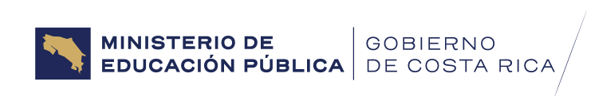 MINISTERIO DE
EDUCACIÓN PÚBLICA
GOBIERNO
DE COSTA RICA